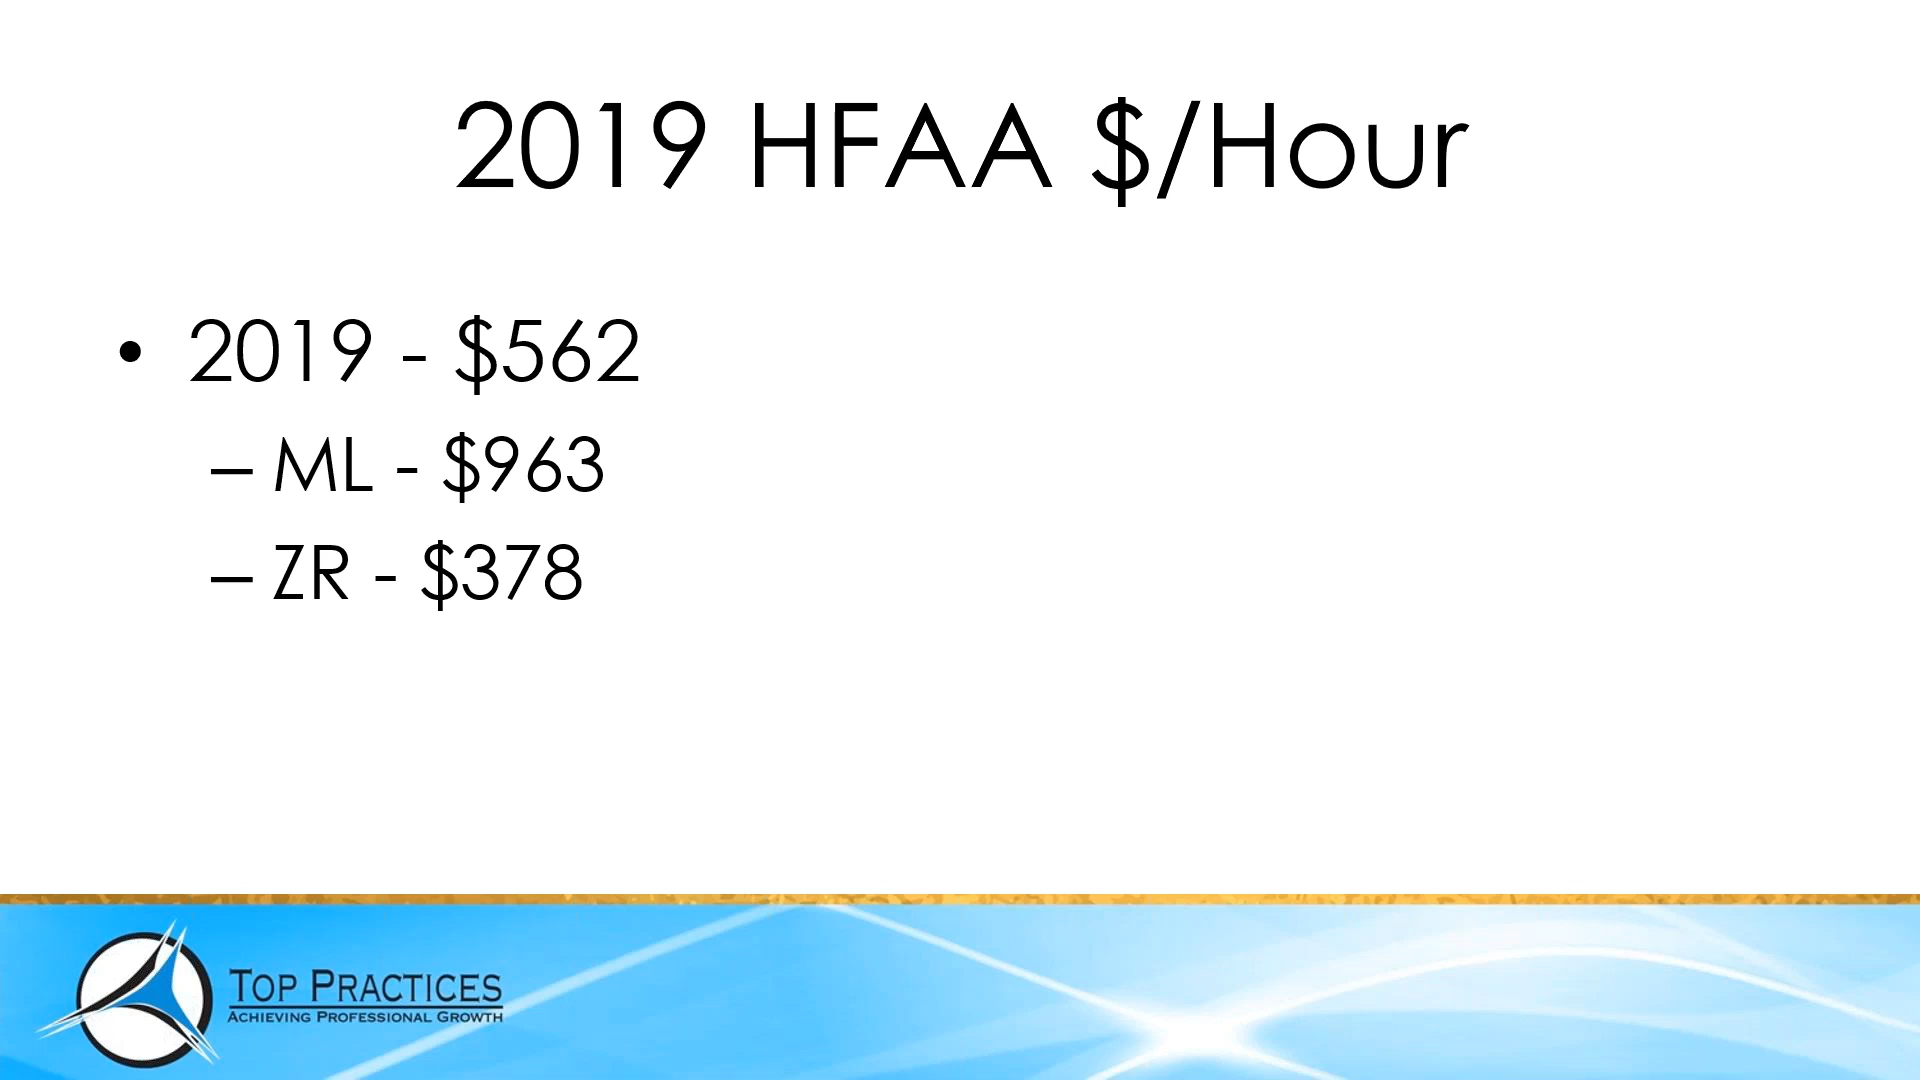 2019 HFAA $/Hour
• 2019 - $562
– ML - $963
– ZR - $378
TOP PRACTICES
ACHIEVING PROFESSIONAL GROWTH